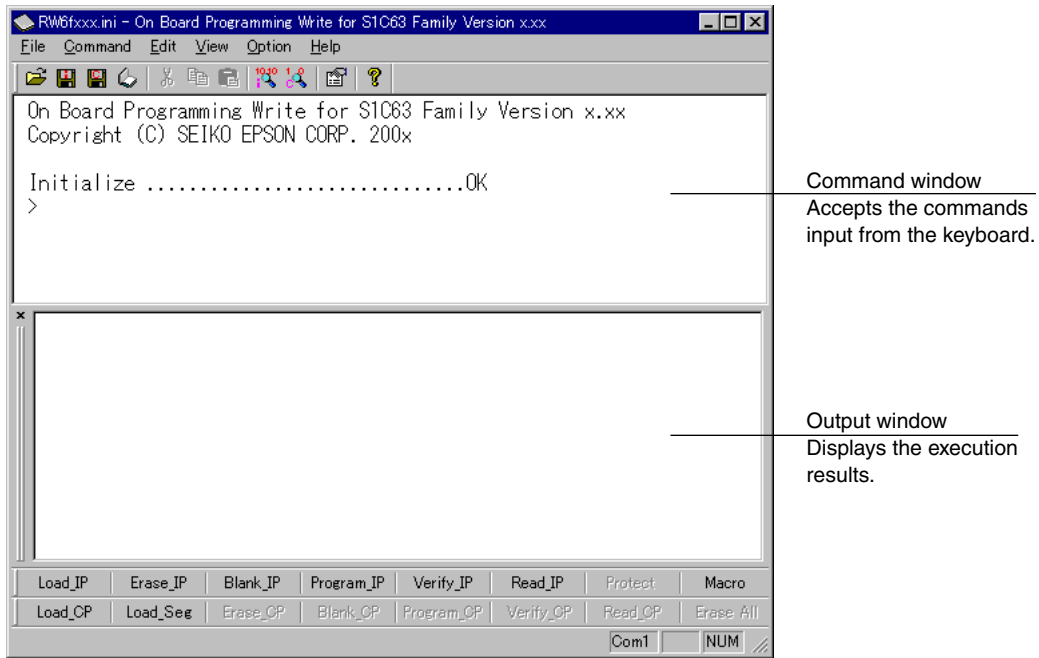 RW6fxxx.ini - On Board Programming Write for S1C63 Family Version x.xx
File Command Edit View Option Help
On Board Programming Write for S1C63 Family Version x.xx
Copyright (C) SEIKO EPSON CORP. 200x
Initialize ..............................OK
>
Command window
Accepts the commands
input from the keyboard.
Output window
Displays the execution
results.
Load_IP Erase_IP Blank_IP Program_IP Verify_IP Read_IP Protect Macro
Load_CP Load_Seg Erase_CP Blank_CP Program_CP Verify_CP Read_CP Erase All
Com1 NUM